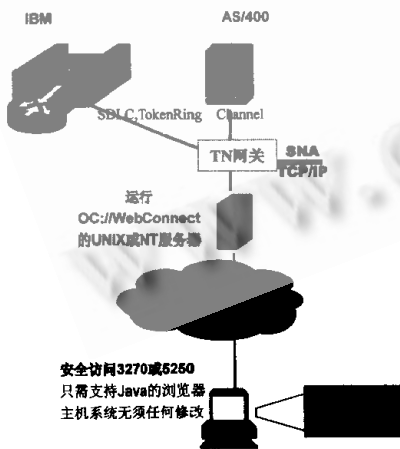 IBM
AS/400
SDLC,TokenRing
Channel
TN网关
SNA
TCP/IP
运行
OC://WebConnect
的UNIX或NT服务器
安全访问3270或5250
只需支持Java的浏览器
主机系统无须任何修改